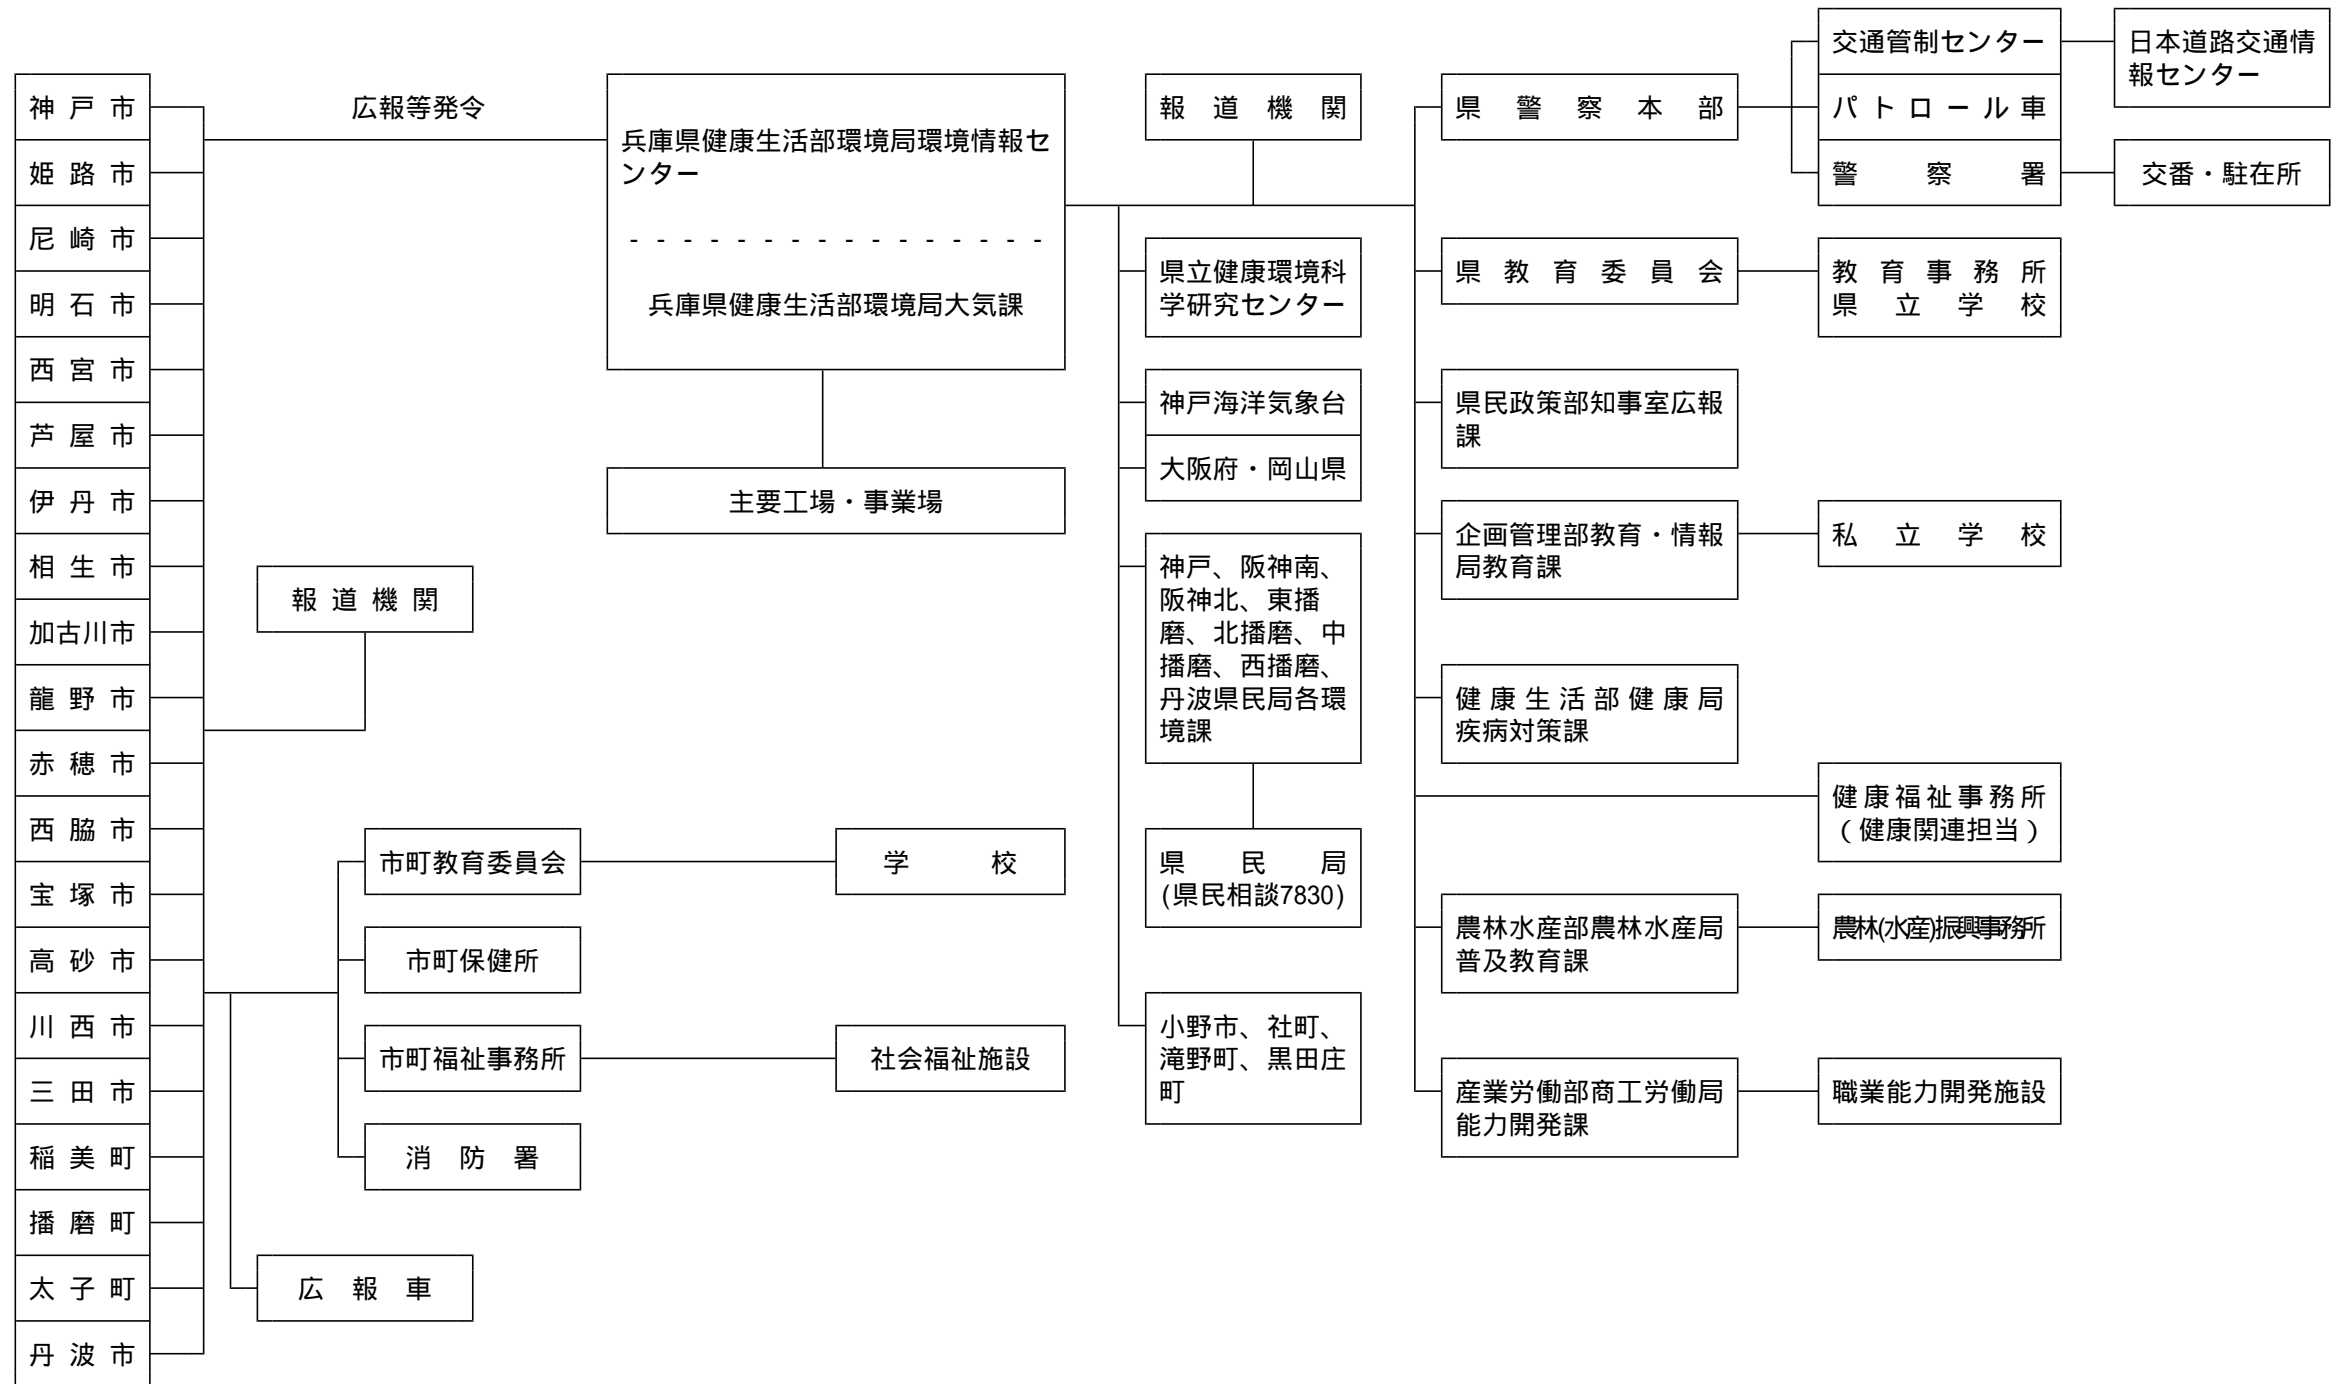 神戸市
姫路市
尼崎市
明石市
西宮市
芦屋市
伊丹市
相生市
加古川市
龍野市
赤穂市
西脇市
宝塚市
高砂市
川西市
三田市
稲美町
播磨町
太子町
丹波市
広報等発令
報道機関
市町教育委員会
市町保健所
市町福祉事務所
消防署
広報車
兵庫県健康生活部環境局環境情報セ
ンター
- - - - - - - - - - - - - - - -
兵庫県健康生活部環境局大気課
主要工場・事業場
学校
社会福祉施設
報道機関
県立健康環境科
学研究センター
神戸海洋気象台
大阪府・岡山県
神戸、阪神南、
阪神北、東播
磨、北播磨、中
播磨、西播磨、
丹波県民局各環
境課
県民局
(県民相談7830)
小野市、社町、
滝野町、黒田庄
町
県警察本部
県教育委員会
県民政策部知事室広報
課
企画管理部教育・情報
局教育課
健康生活部健康局
疾病対策課
農林水産部農林水産局
普及教育課
産業労働部商工労働局
能力開発課
交通管制センター
パトロール車
警察署
教育事務所
県立学校
私立学校
健康福祉事務所
（健康関連担当）
農林(水産)振興事務所
職業能力開発施設
日本道路交通情
報センター
交番・駐在所